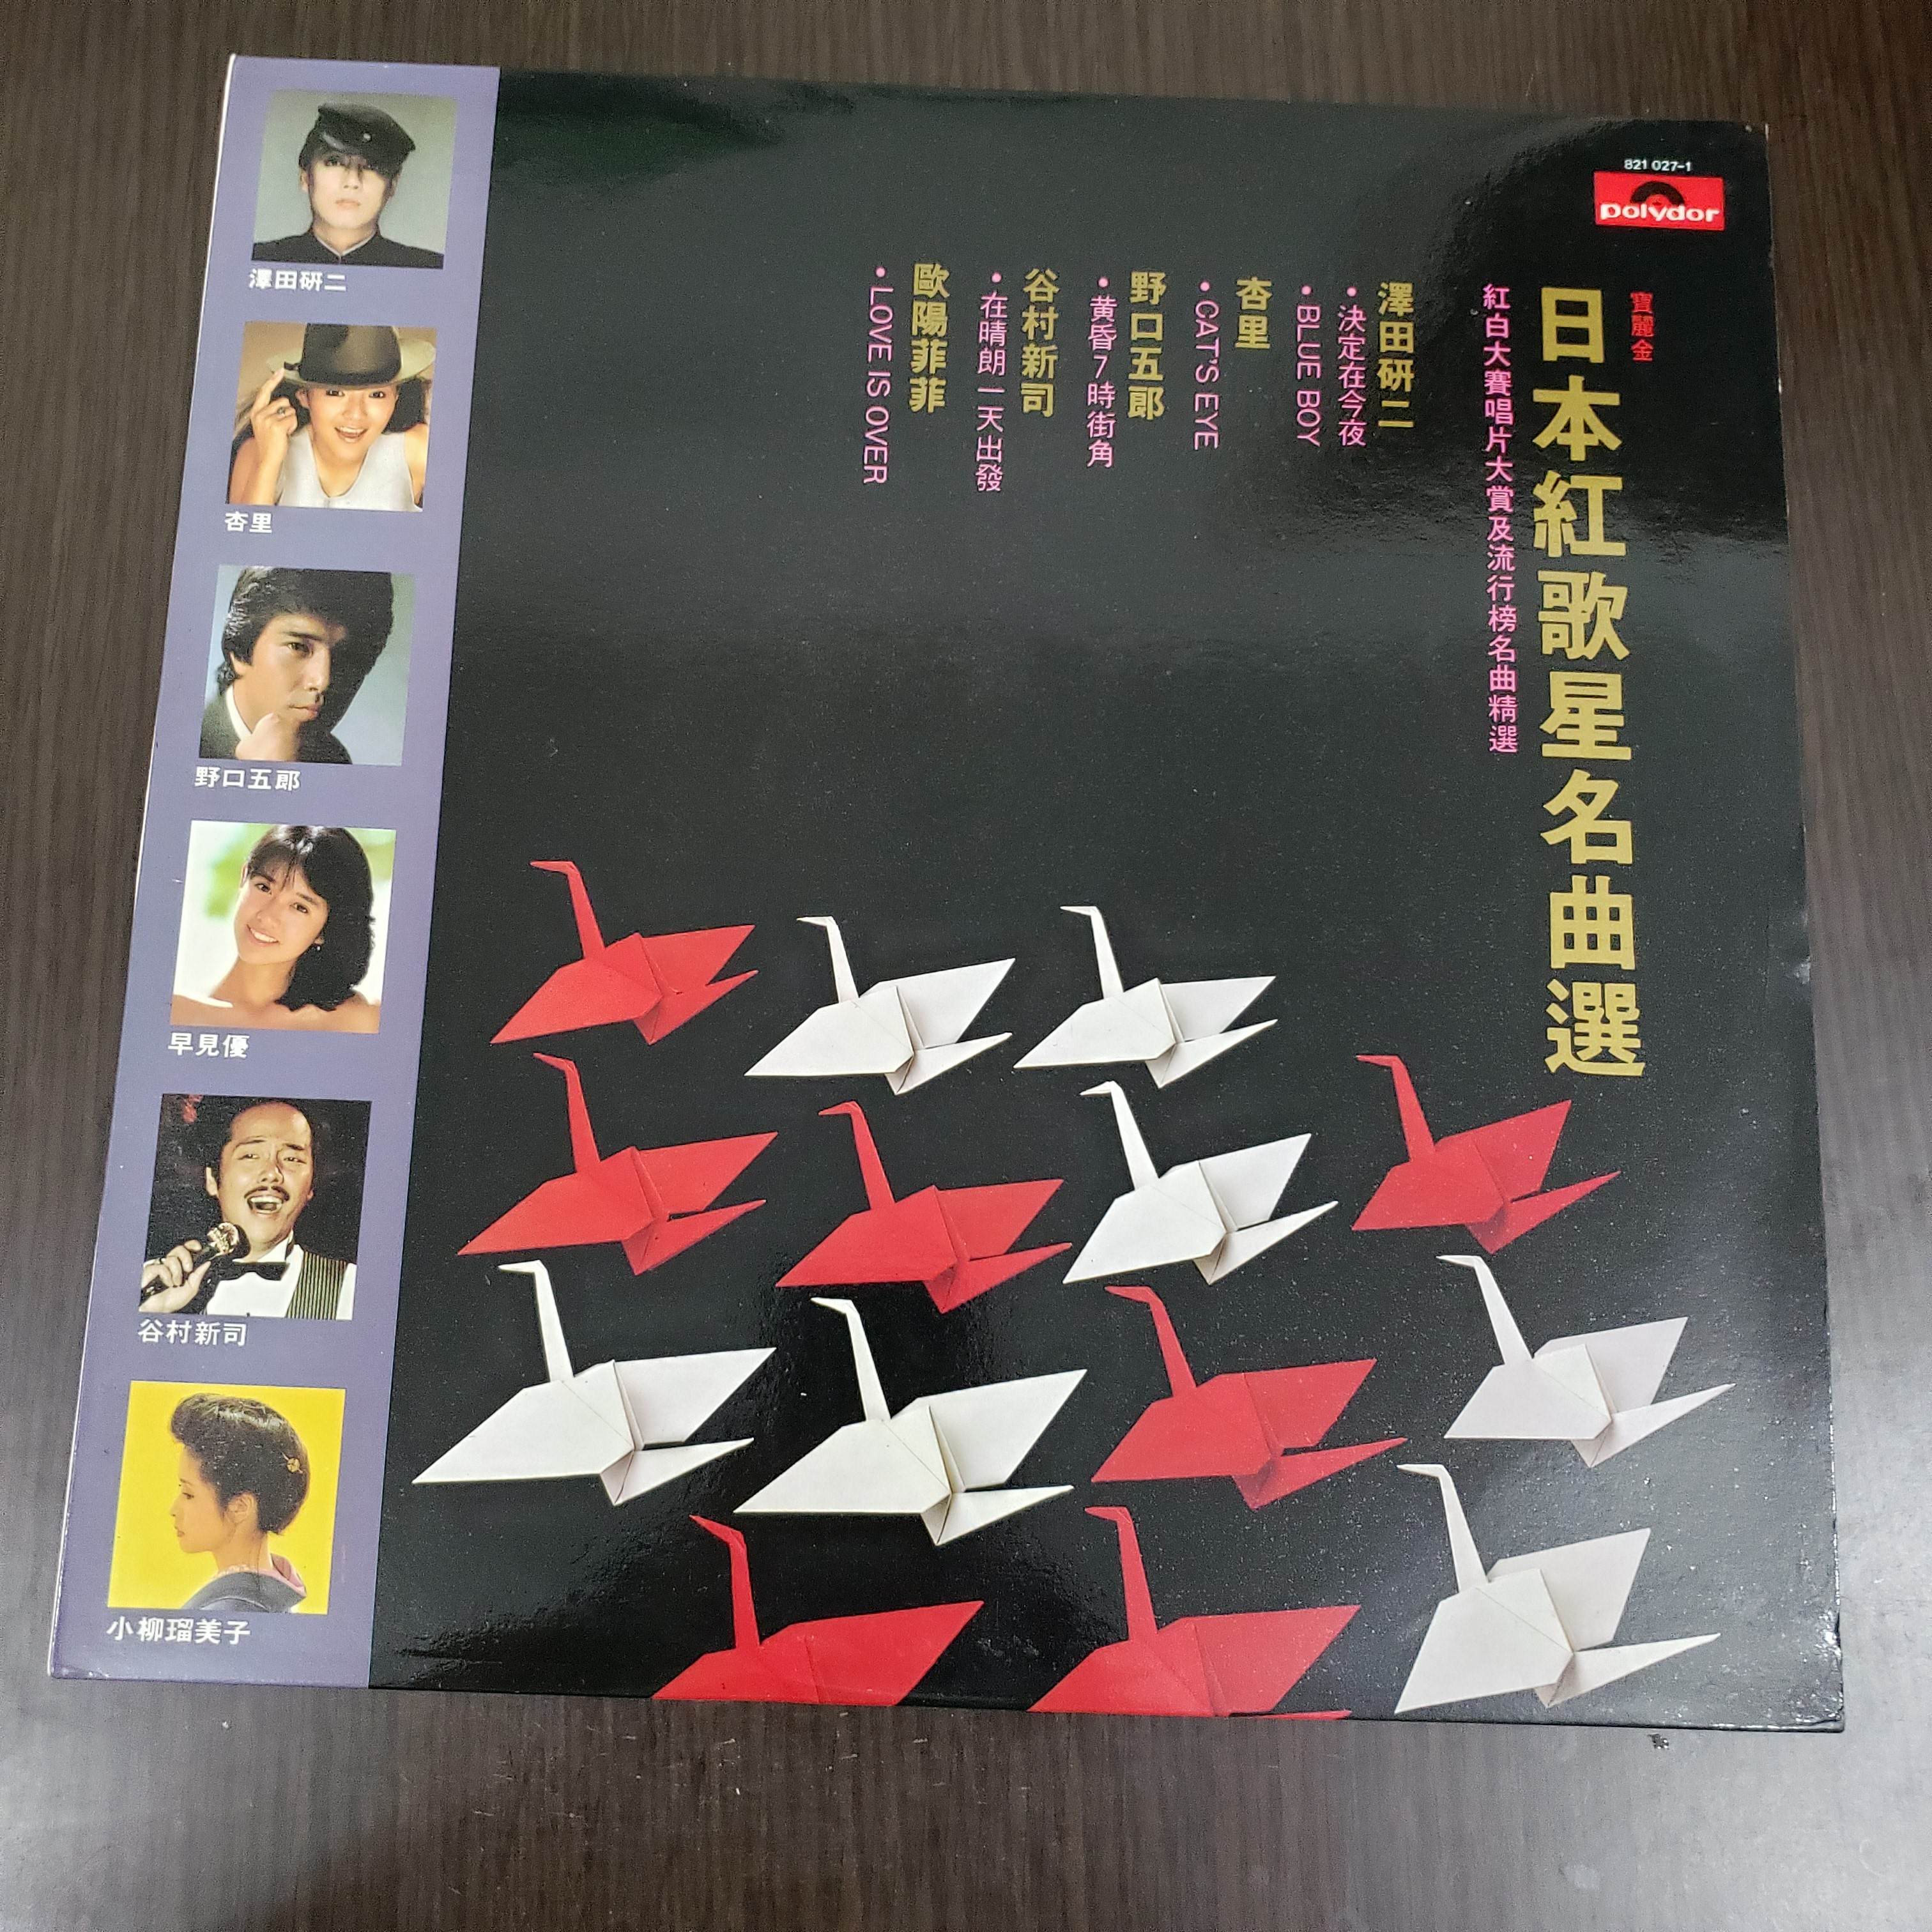 821 027-1
polydor
寶麗金
日本紅歌星名曲選
紅白大賽唱片大賞及流行榜名曲精選
澤田研二
•決定在今夜
•BLUE BOY
杏里
•CAT'S EYE
野口五郎
•黄昏7時街角
谷村新司
•在晴朗一天出發
歐陽菲菲
•LOVE IS OVER
澤田研二
杏里
野口五郎
早見優
谷村新司
小柳瑠美子